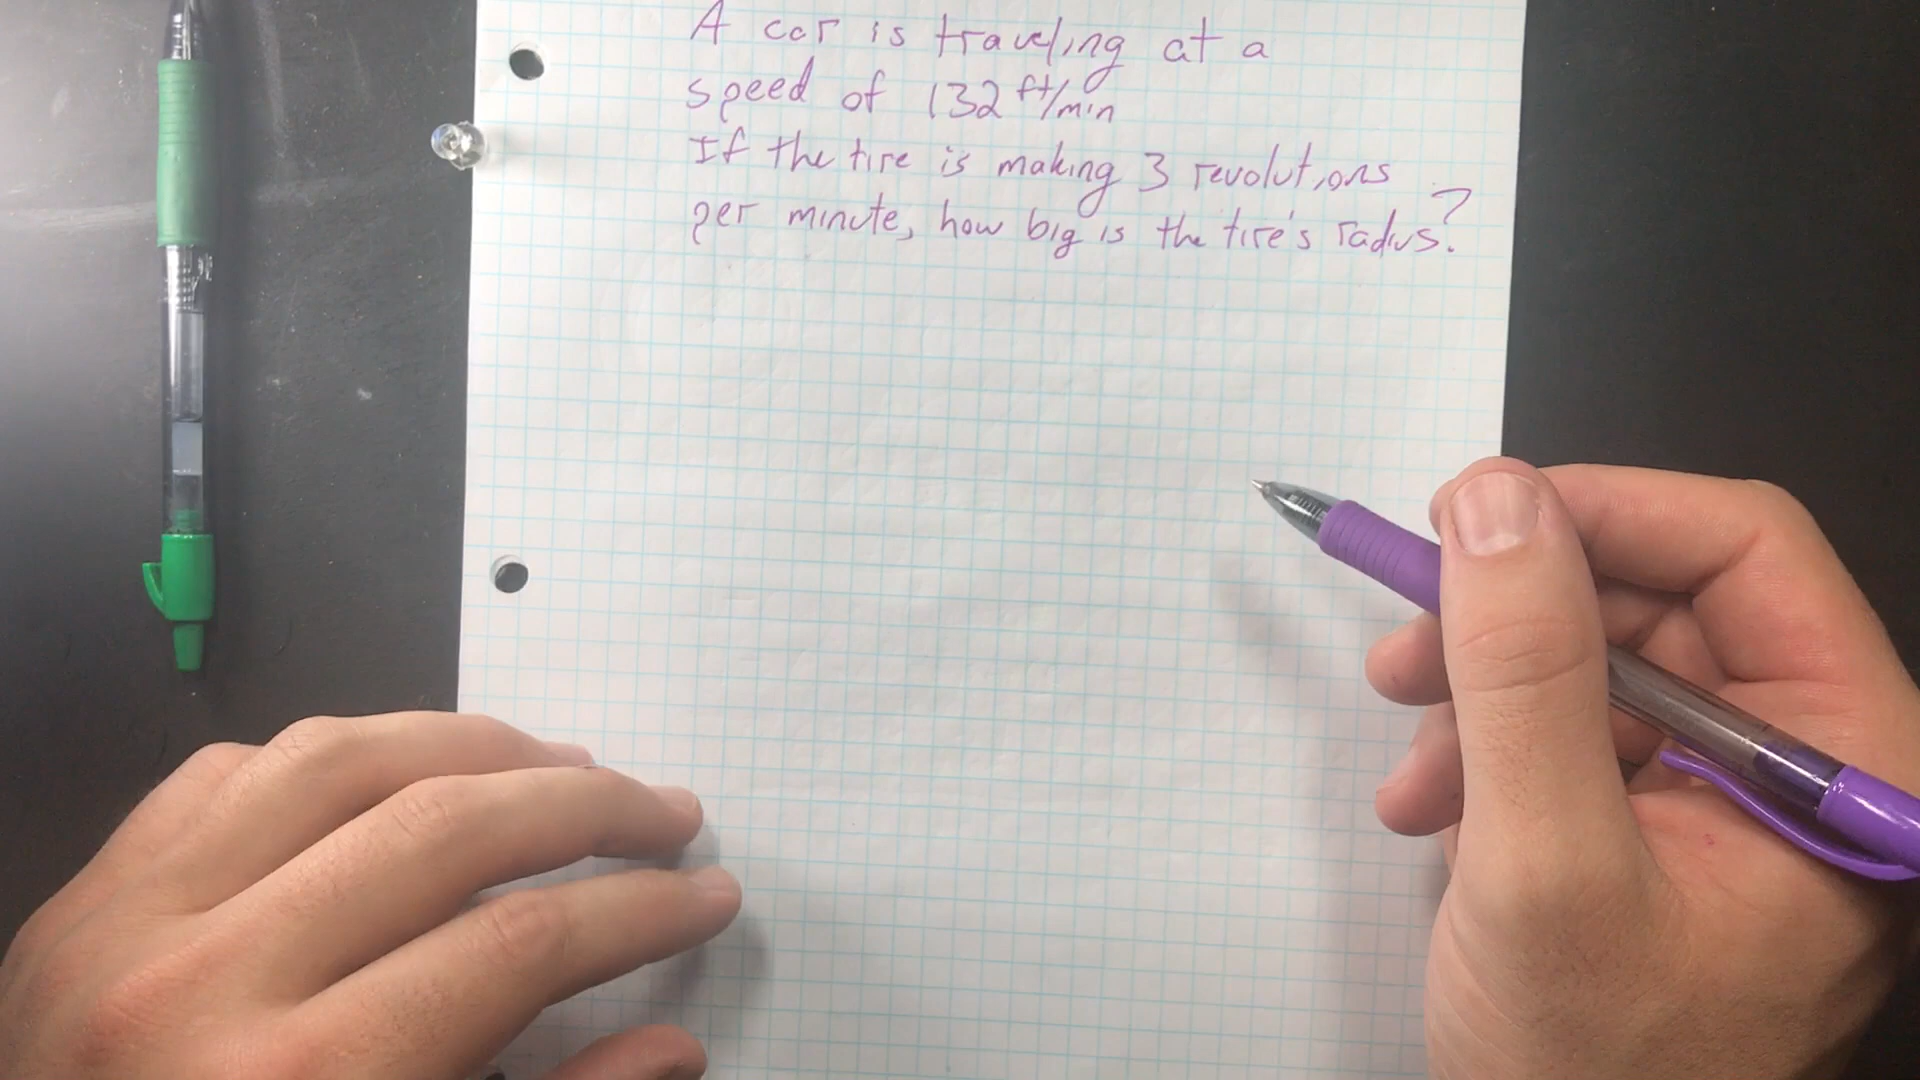 A car is traveling at a
speed of 132 ft/min
If the tire is making 3 revolutions
per minute, how big is the tire's radius?